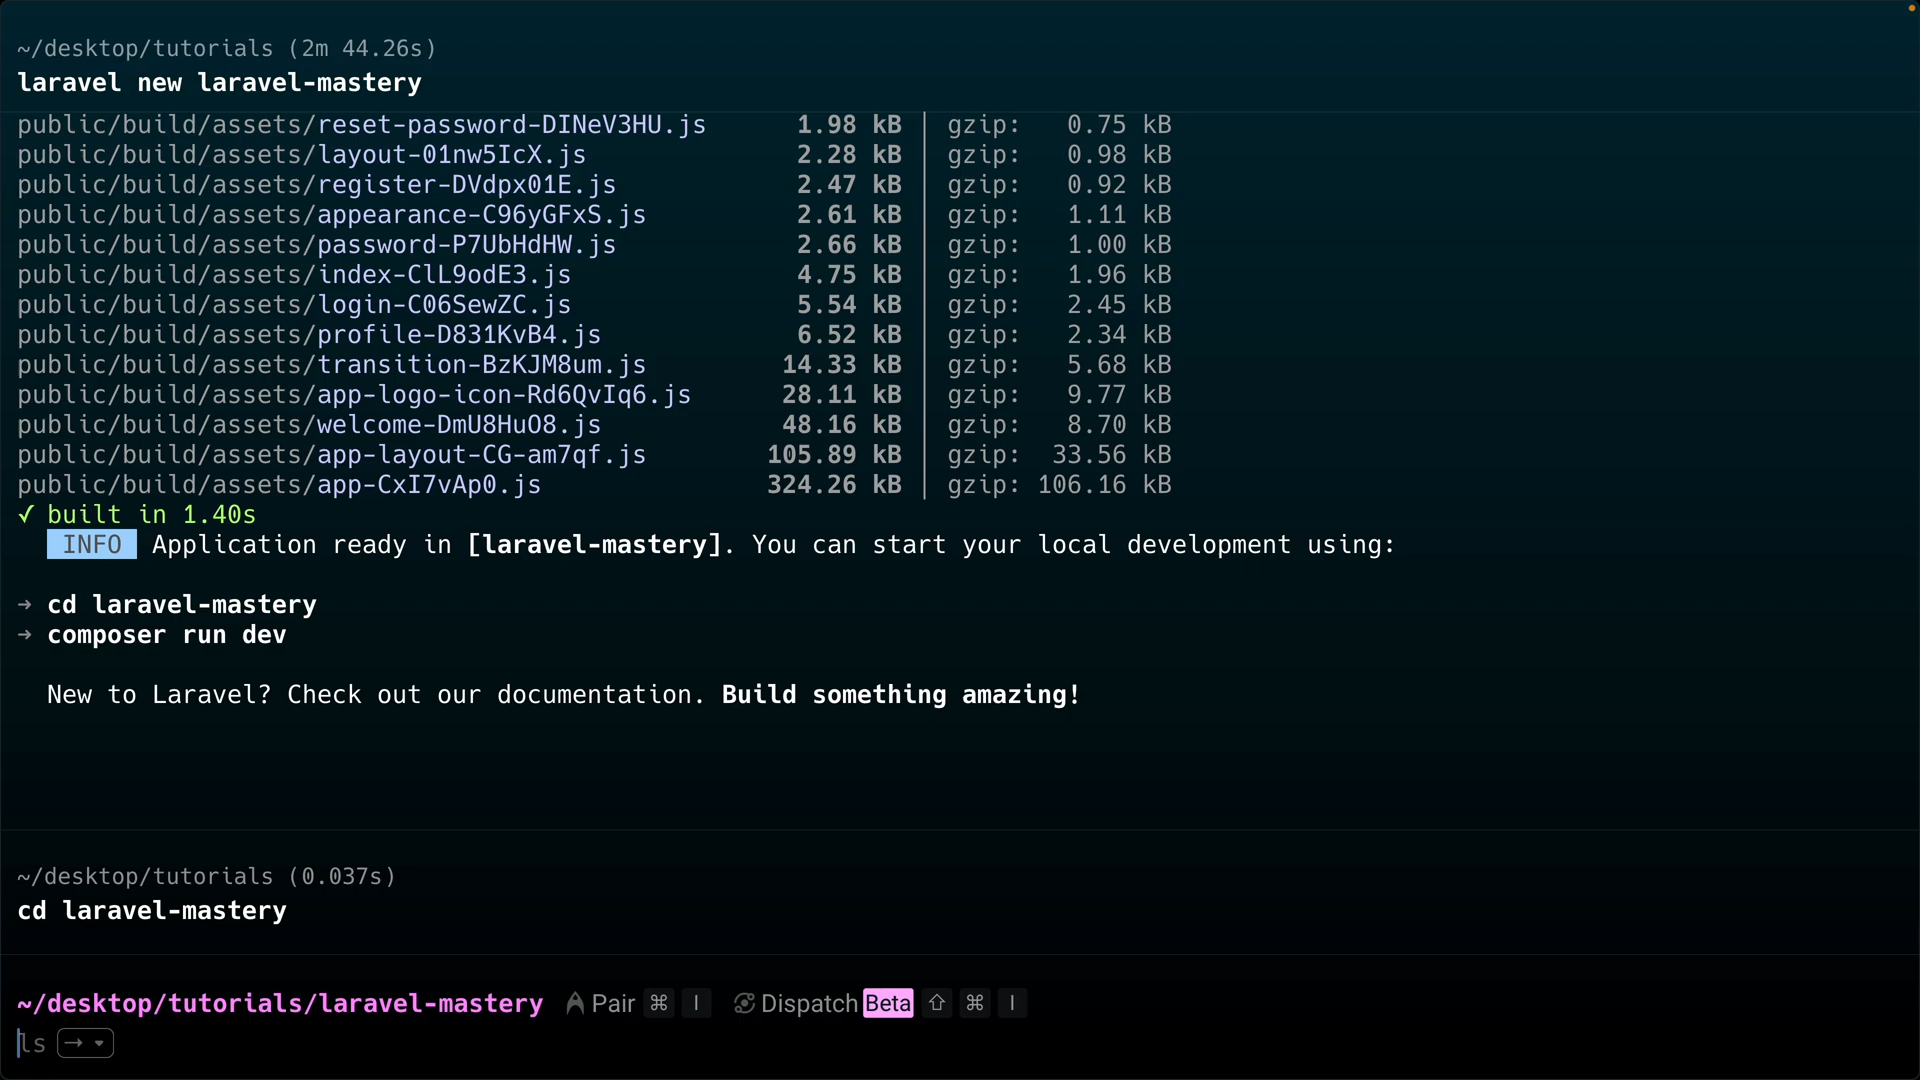 ~/desktop/tutorials (2m 44.26s)
laravel new laravel-mastery
public/build/assets/reset-password-DINeV3HU.js 1.98 kB │ gzip: 0.75 kB
public/build/assets/layout-01nw5IcX.js 2.28 kB │ gzip: 0.98 kB
public/build/assets/register-DVdpx01E.js 2.47 kB │ gzip: 0.92 kB
public/build/assets/appearance-C96yGFxS.js 2.61 kB │ gzip: 1.11 kB
public/build/assets/password-P7UbHdHW.js 2.66 kB │ gzip: 1.00 kB
public/build/assets/index-ClL9odE3.js 4.75 kB │ gzip: 1.96 kB
public/build/assets/login-C06SewZC.js 5.54 kB │ gzip: 2.45 kB
public/build/assets/profile-D831KvB4.js 6.52 kB │ gzip: 2.34 kB
public/build/assets/transition-BzKJM8um.js 14.33 kB │ gzip: 5.68 kB
public/build/assets/app-logo-icon-Rd6QvIq6.js 28.11 kB │ gzip: 9.77 kB
public/build/assets/welcome-DmU8HuO8.js 48.16 kB │ gzip: 8.70 kB
public/build/assets/app-layout-CG-am7qf.js 105.89 kB │ gzip: 33.56 kB
public/build/assets/app-CxI7vAp0.js 324.26 kB │ gzip: 106.16 kB
✓ built in 1.40s
INFO Application ready in [laravel-mastery]. You can start your local development using:
➜ cd laravel-mastery
➜ composer run dev
New to Laravel? Check out our documentation. Build something amazing!
~/desktop/tutorials (0.037s)
cd laravel-mastery
~/desktop/tutorials/laravel-mastery Pair ⌘ I Dispatch Beta ⇧ ⌘ I
ls →